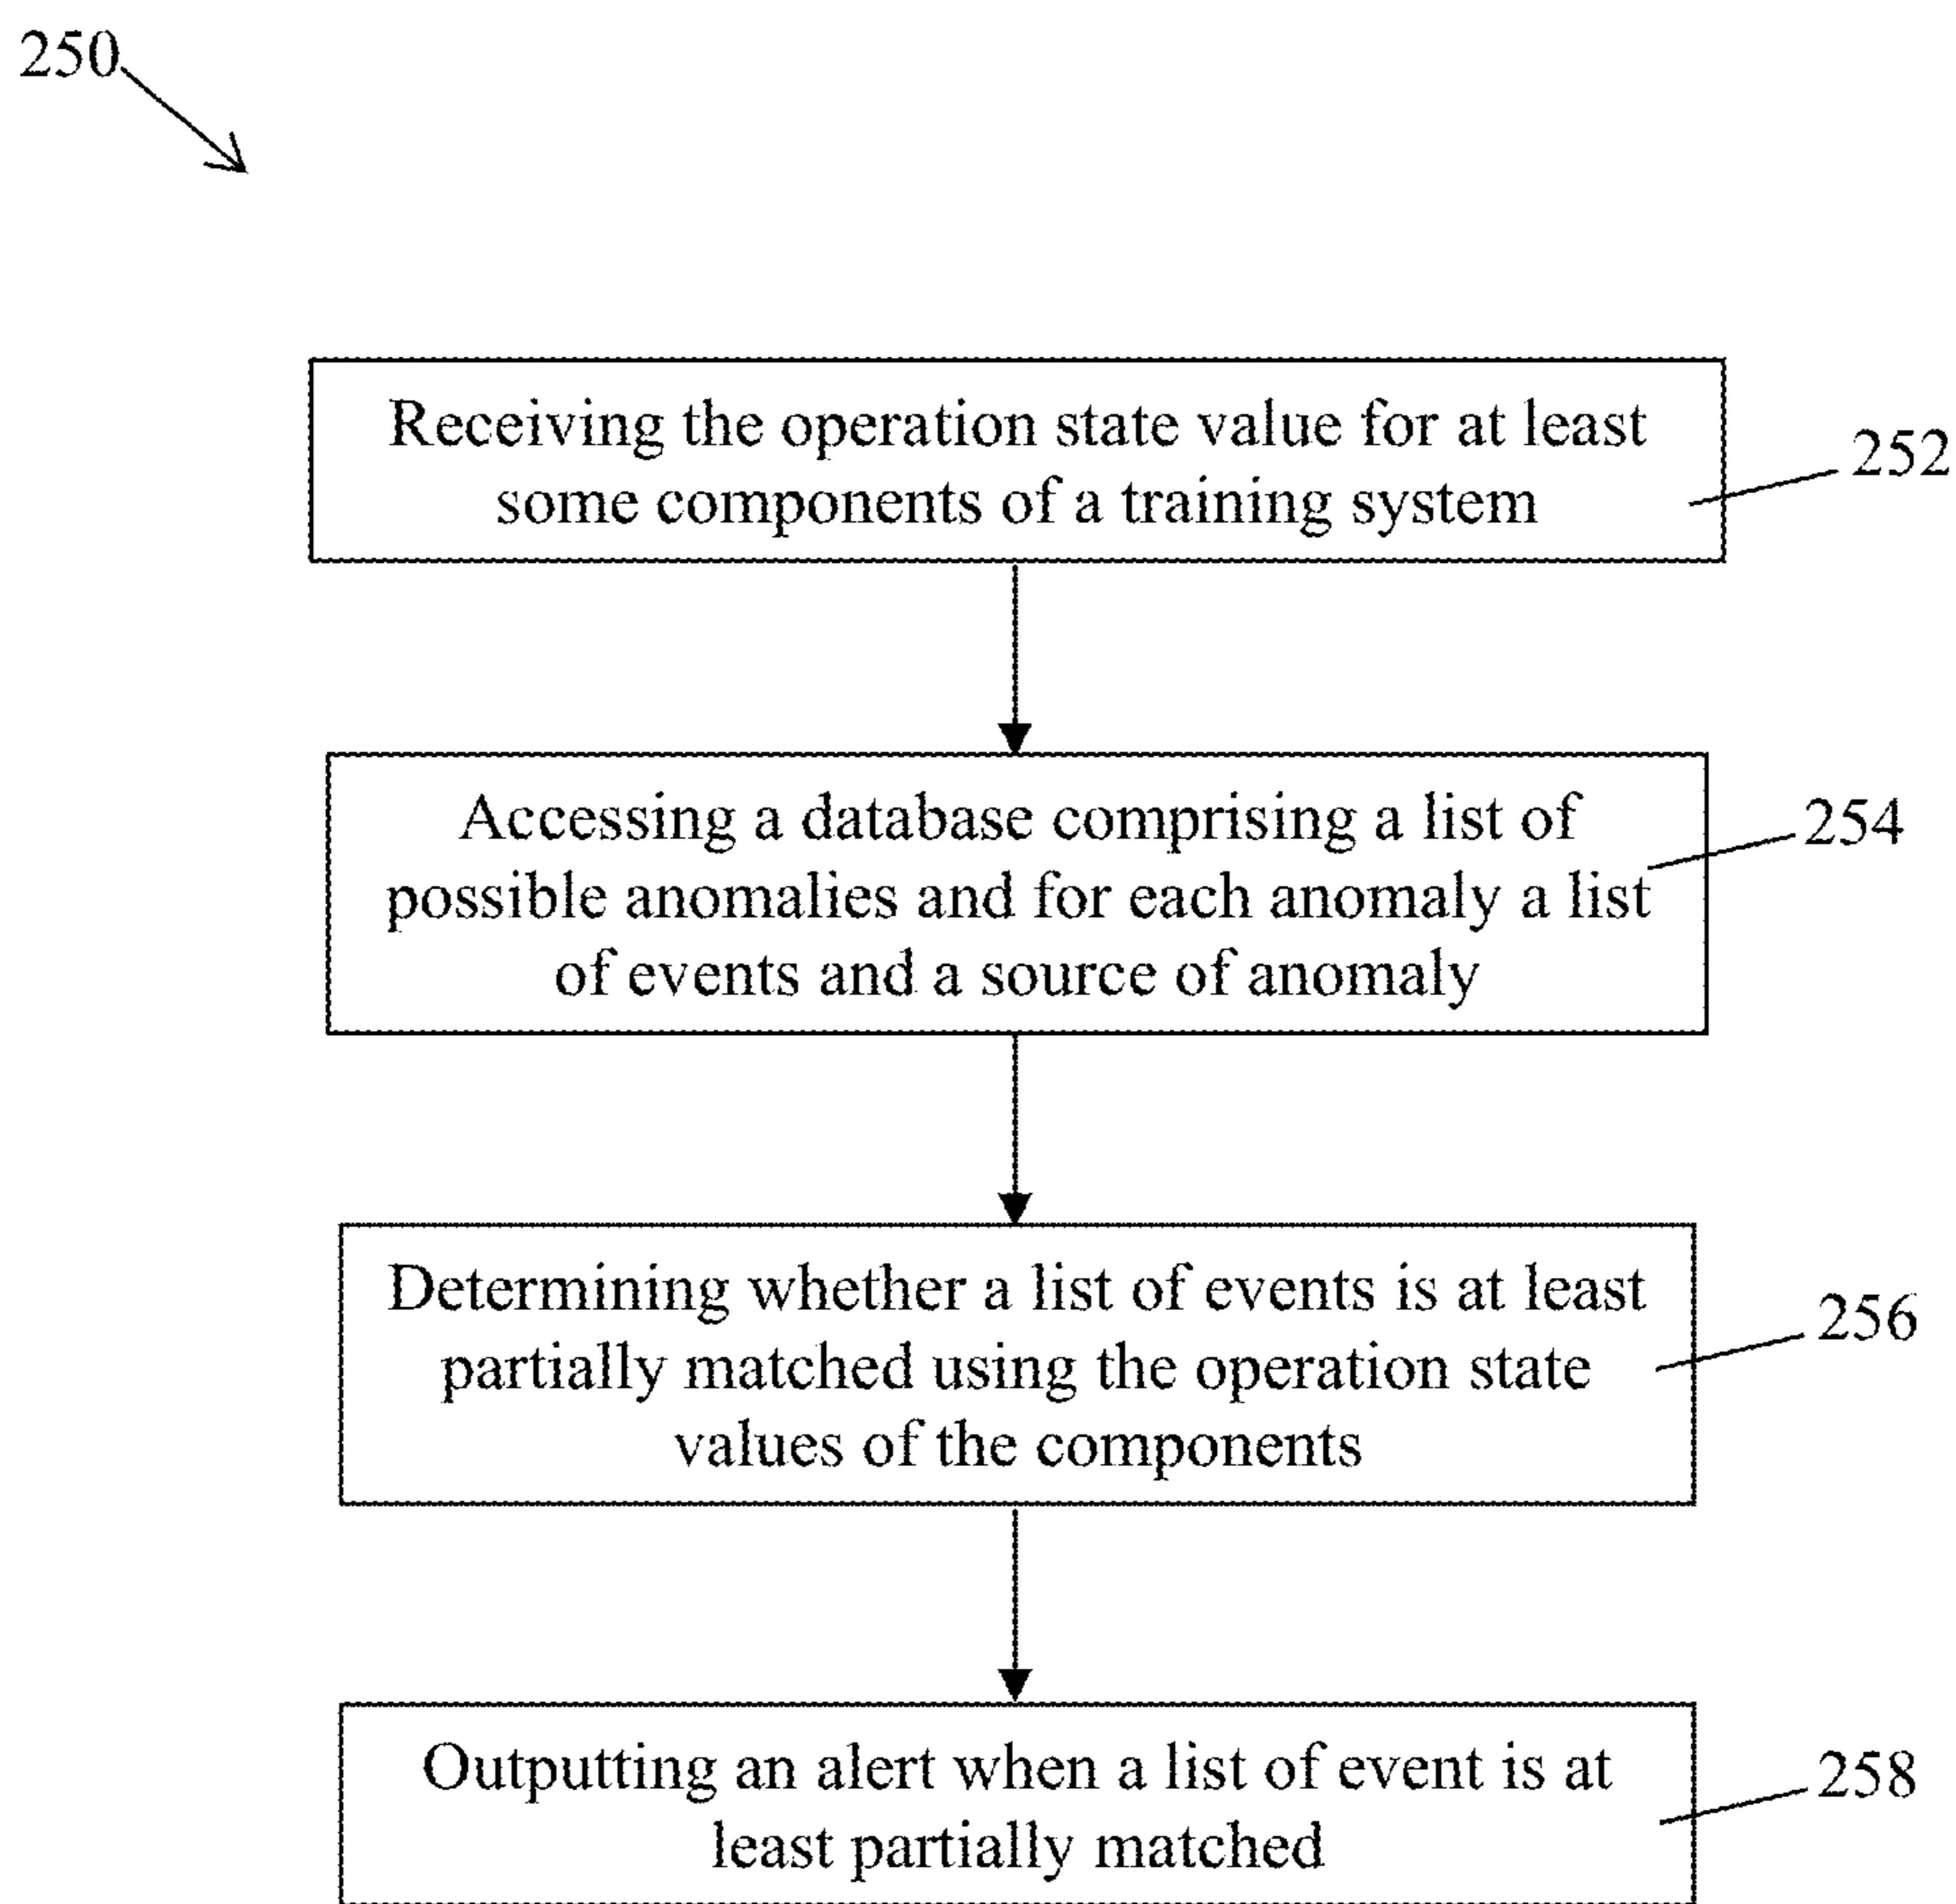 250
Receiving the operation state value for at least
some components of a training system
252
Accessing a database comprising a list of
possible anomalies and for each anomaly a list
of events and a source of anomaly
254
Determining whether a list of events is at least
partially matched using the operation state
values of the components
256
Outputting an alert when a list of event is at
least partially matched
258